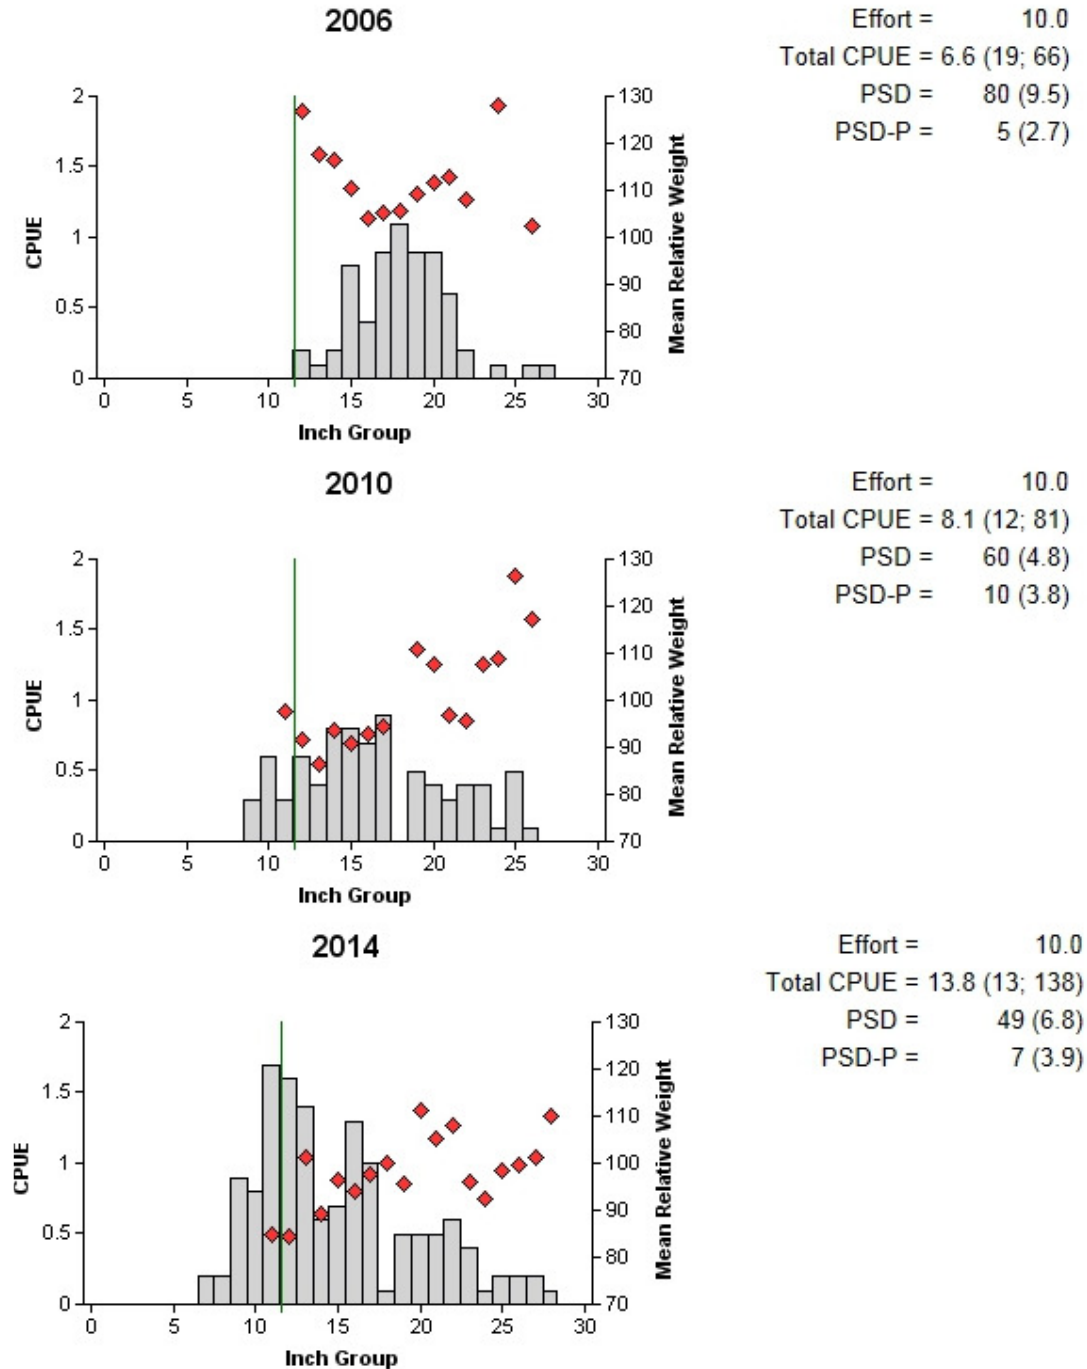 2006
Effort = 10.0
Total CPUE = 6.6 (19; 66)
PSD = 80 (9.5)
PSD-P = 5 (2.7)
2
1.5
1
0.5
0
CPUE
130
120
110
100
90
80
70
Mean Relative Weight
0 5 10 15 20 25 30
Inch Group
2010
Effort = 10.0
Total CPUE = 8.1 (12; 81)
PSD = 60 (4.8)
PSD-P = 10 (3.8)
2
1.5
1
0.5
0
CPUE
130
120
110
100
90
80
70
Mean Relative Weight
0 5 10 15 20 25 30
Inch Group
2014
Effort = 10.0
Total CPUE = 13.8 (13; 138)
PSD = 49 (6.8)
PSD-P = 7 (3.9)
2
1.5
1
0.5
0
CPUE
130
120
110
100
90
80
70
Mean Relative Weight
0 5 10 15 20 25 30
Inch Group